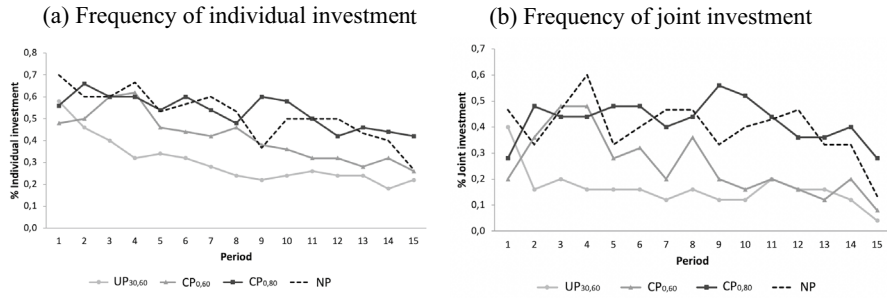 (a) Frequency of individual investment
% Individual investment
0,8
0,7
0,6
0,5
0,4
0,3
0,2
0,1
0,0
1 2 3 4 5 6 7 8 9 10 11 12 13 14 15
Period
UP30,60 CP0,60 CP0,80 NP
(b) Frequency of joint investment
% Joint investment
0,7
0,6
0,5
0,4
0,3
0,2
0,1
0,0
1 2 3 4 5 6 7 8 9 10 11 12 13 14 15
Period
UP30,60 CP0,60 CP0,80 NP